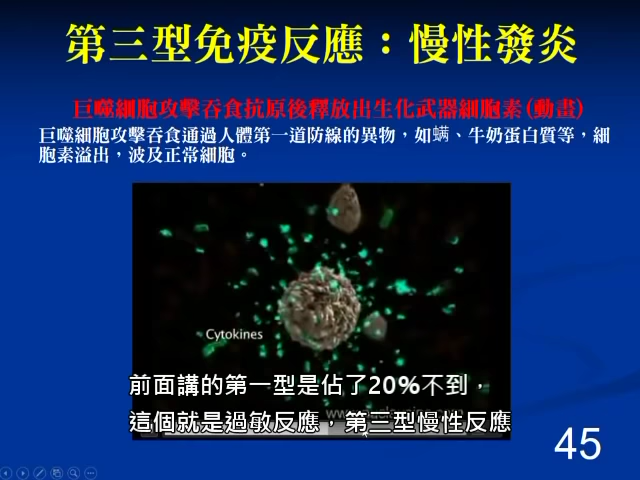 第三型免疫反應：慢性發炎
巨噬細胞攻擊吞食抗原後釋放出生化武器細胞素(動畫)
巨噬細胞攻擊吞食通過人體第一道防線的異物，如螨、牛奶蛋白質等，細
胞素溢出，波及正常細胞。
Cytokines
前面講的第一型是佔了20%不到，
這個就是過敏反應，第三型慢性反應
45